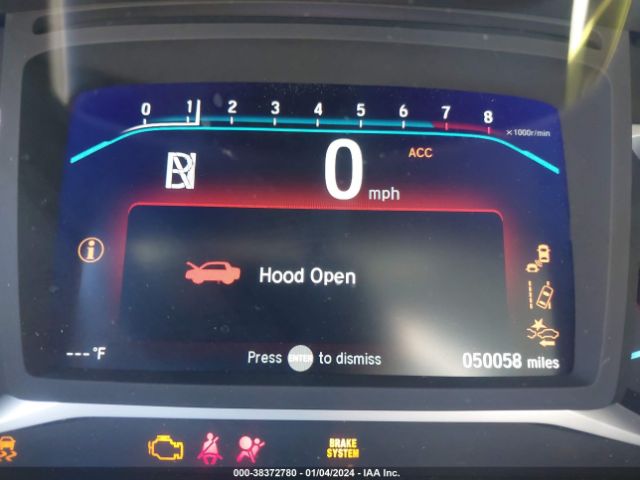 0 1 2 3 4 5 6 7 8
×1000r/min
0 mph
ACC
i
Hood Open
---°F
Press ENTER to dismiss
050058 miles
BRAKE
SYSTEM
000-38372780 - 01/04/2024 - IAA Inc.